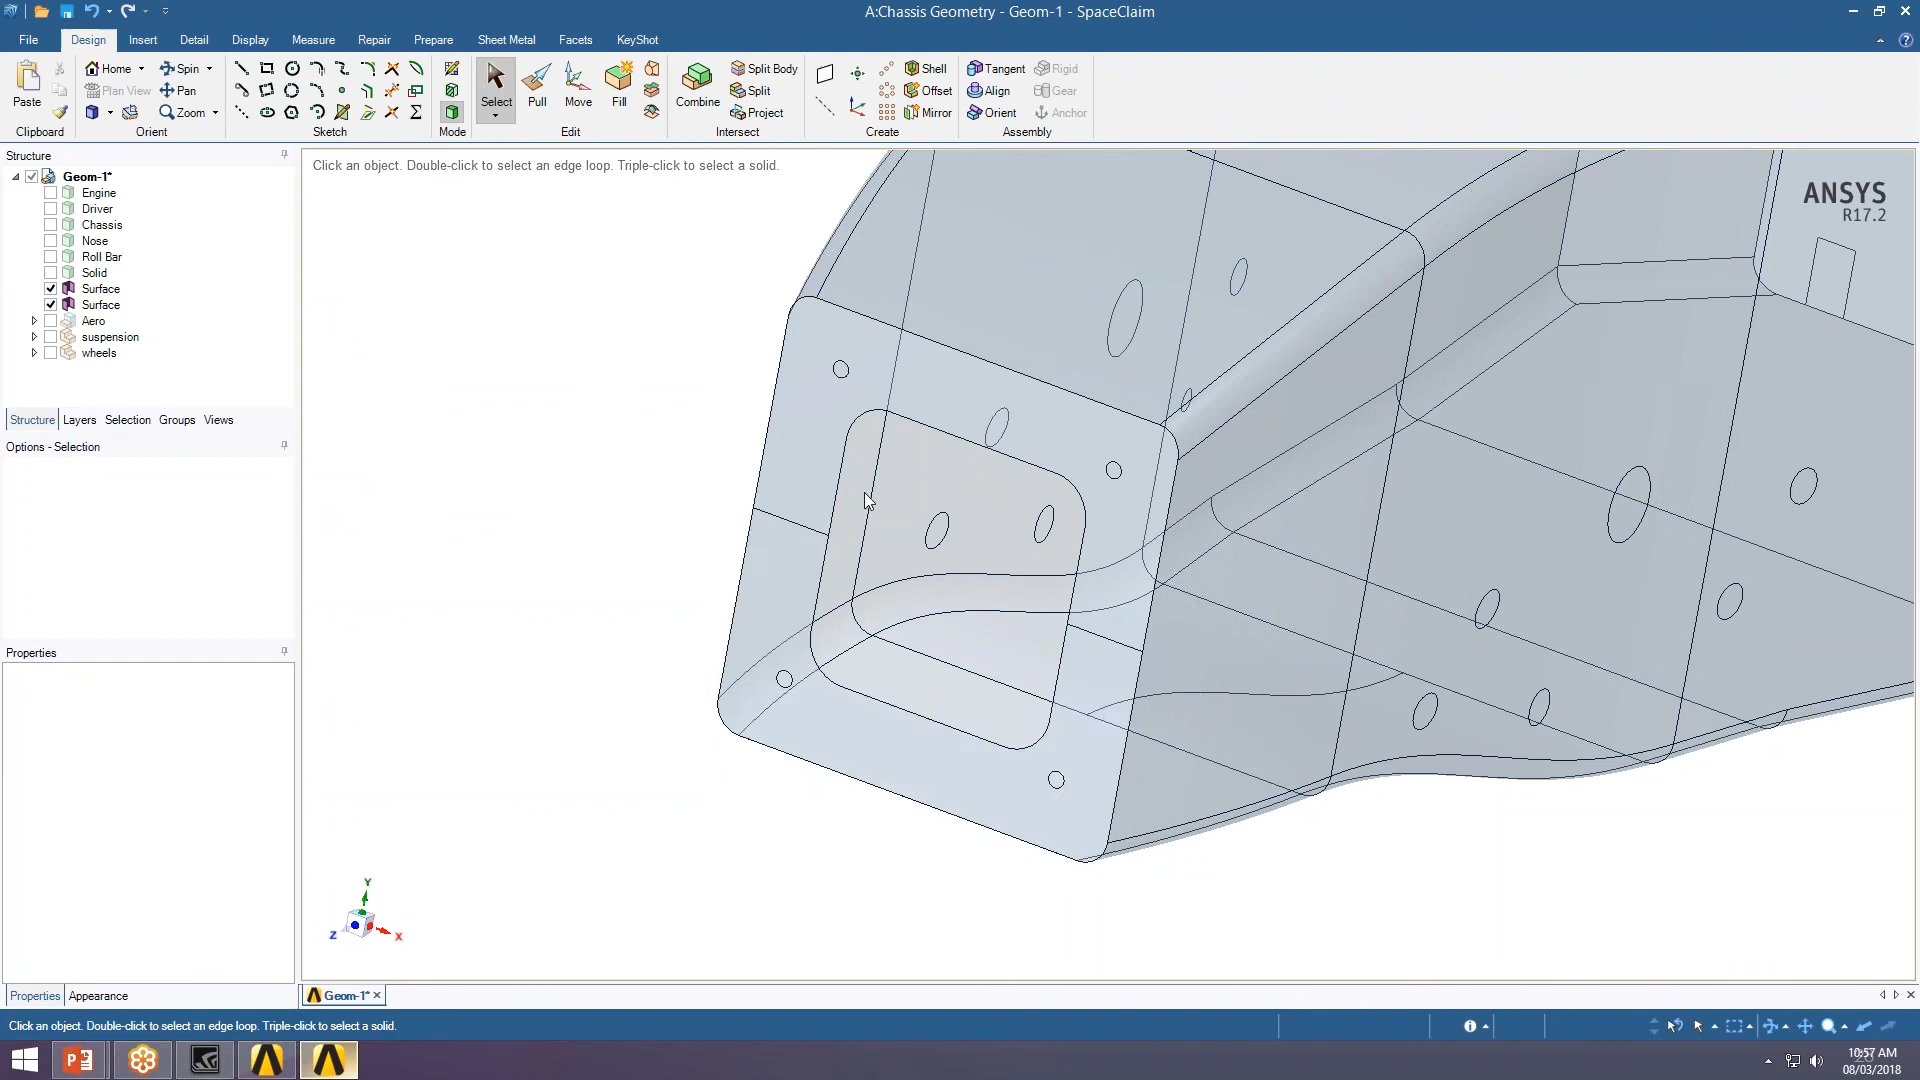 A:Chassis Geometry - Geom-1 - SpaceClaim
File Design Insert Detail Display Measure Repair Prepare Sheet Metal Facets KeyShot
Paste
Home Spin
Plan View Pan
Zoom
Select Pull Move Fill
Combine
Split Body
Split
Project
Shell
Offset
Mirror
Tangent Rigid
Align Gear
Orient Anchor
Clipboard Orient Sketch Mode Edit Intersect Create Assembly
Structure
Geom-1*
Engine
Driver
Chassis
Nose
Roll Bar
Solid
Surface
Surface
Aero
suspension
wheels
Structure Layers Selection Groups Views
Options - Selection
Properties
Properties Appearance
Click an object. Double-click to select an edge loop. Triple-click to select a solid.
ANSYS
R17.2
Y
Z
X
Geom-1*
Click an object. Double-click to select an edge loop. Triple-click to select a solid.
10:57 AM
08/03/2018